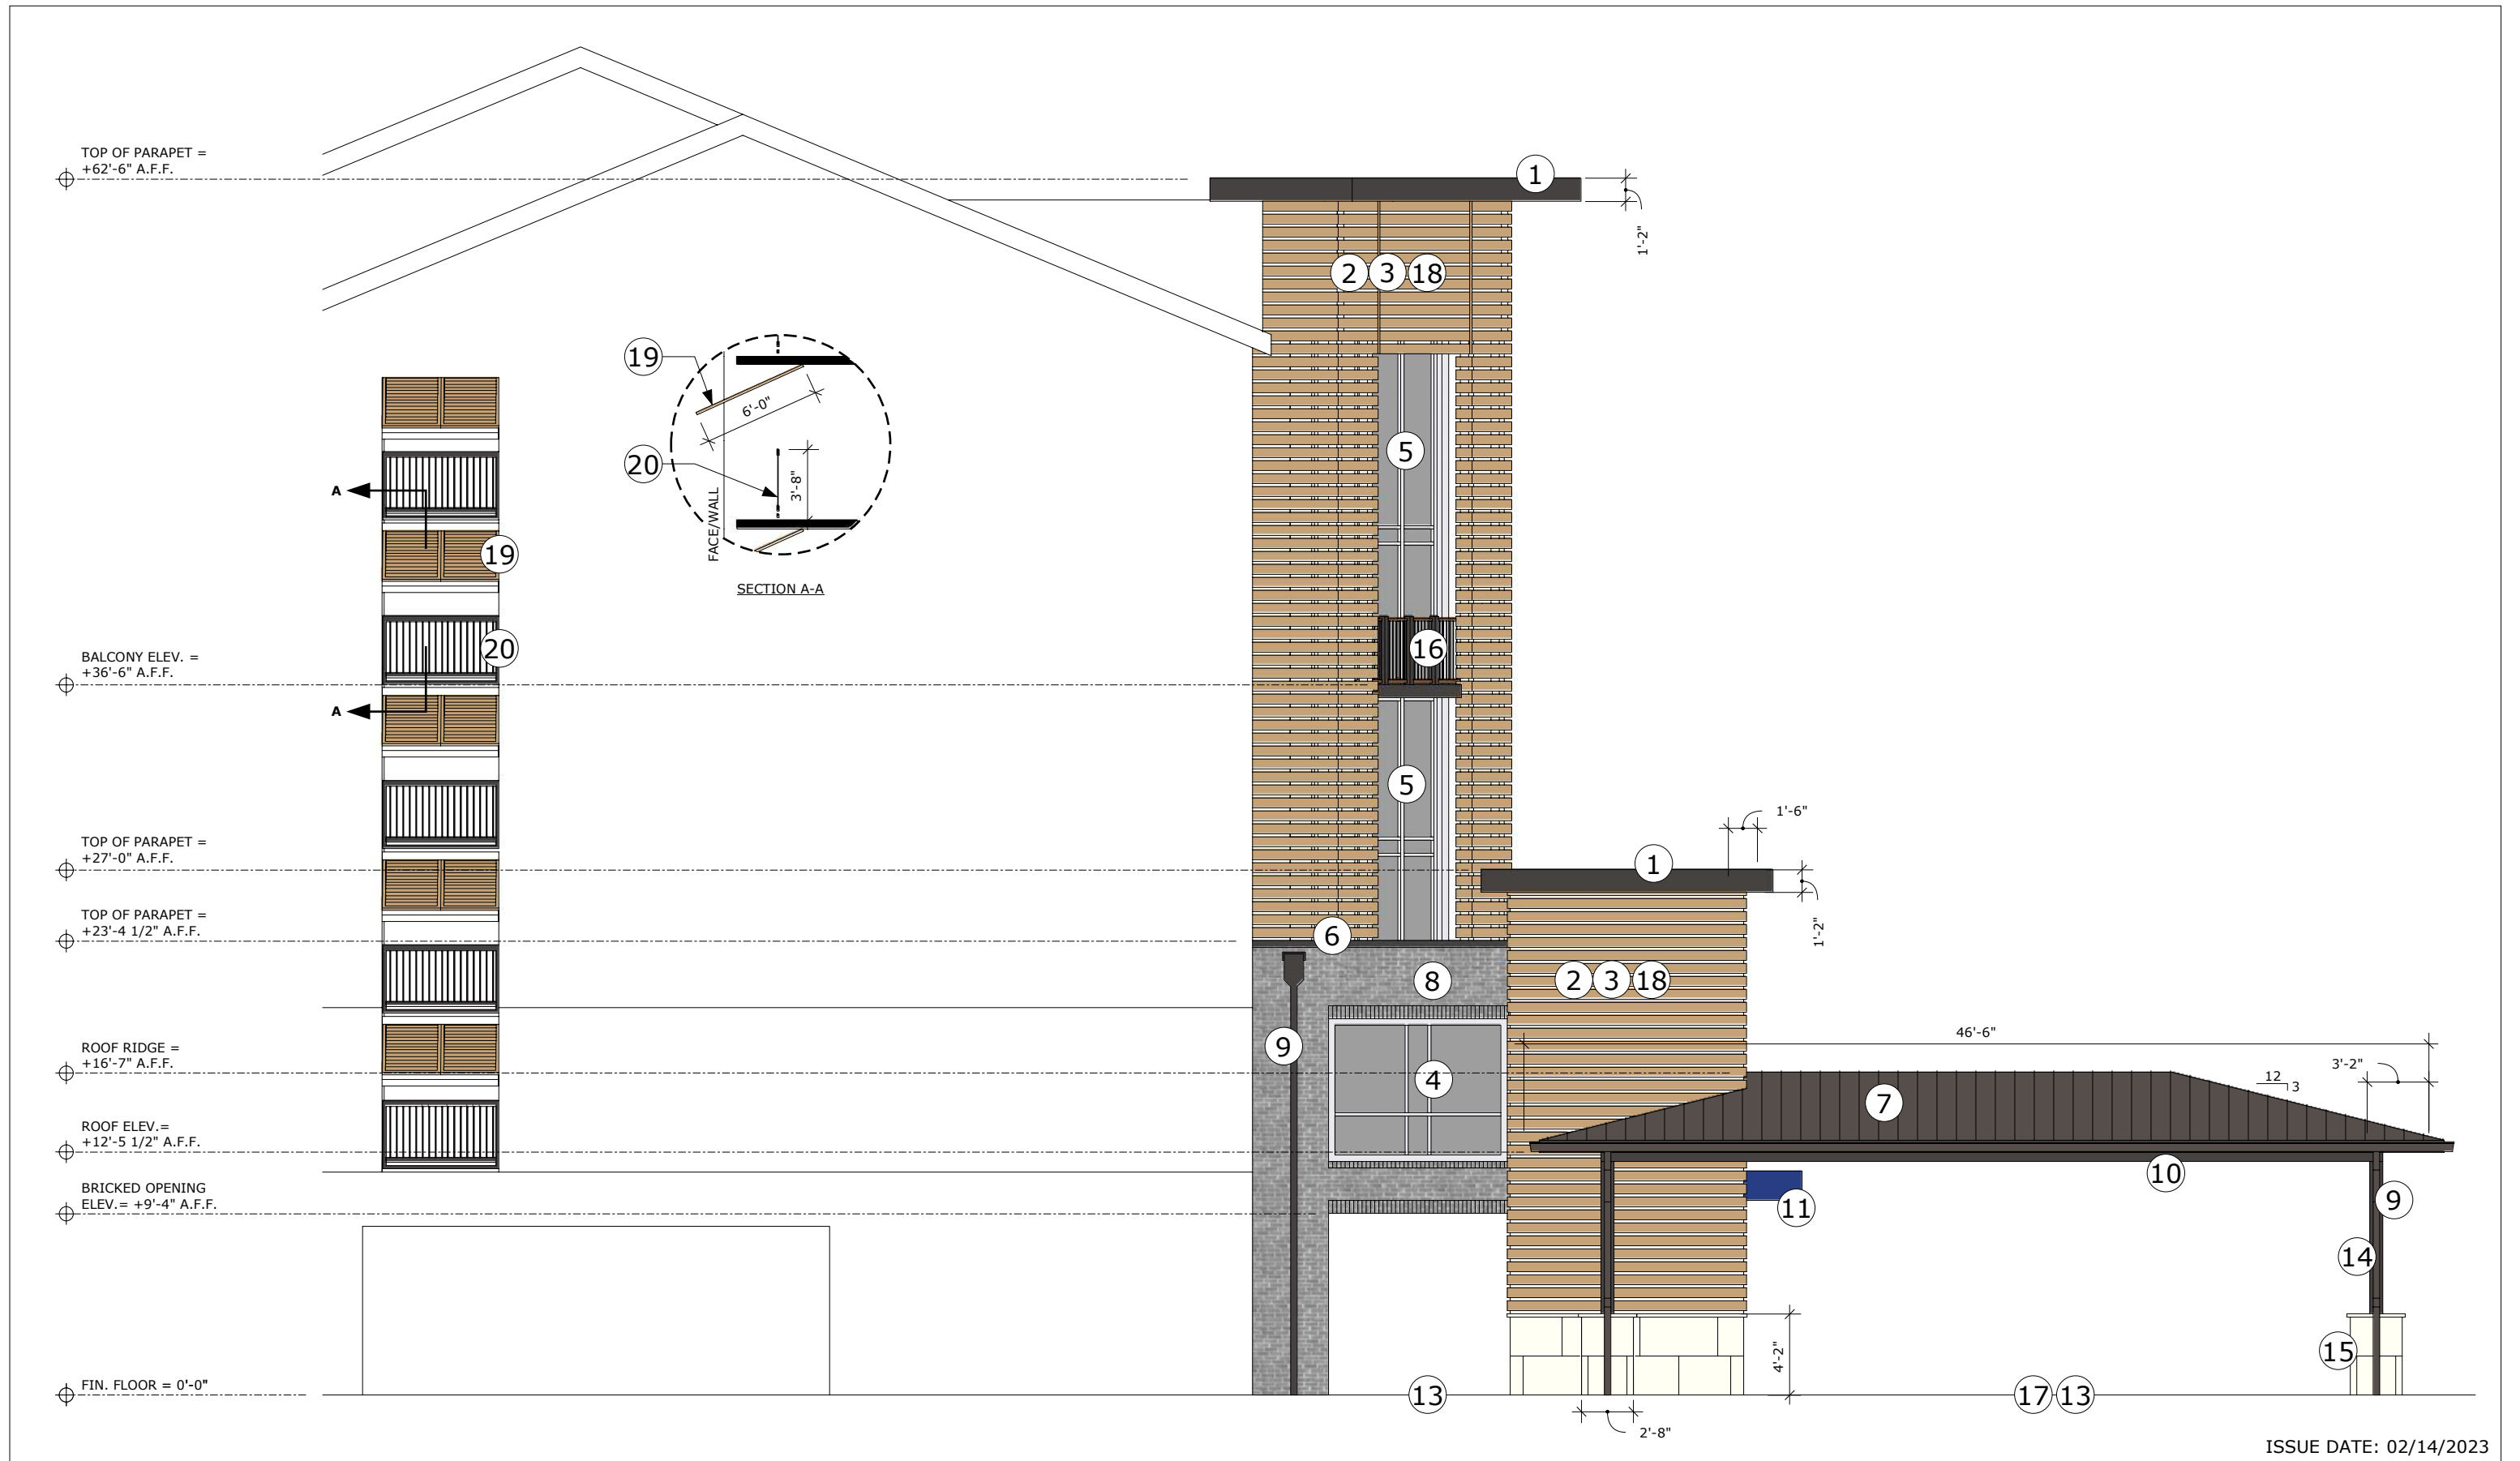 TOP OF PARAPET =
+62'-6" A.F.F.
1
1'-2"
2 3 18
19
6'-0"
20
3'-8"
FACE/WALL
SECTION A-A
5
A
19
20
16
BALCONY ELEV. =
+36'-6" A.F.F.
A
5
1'-6"
TOP OF PARAPET =
+27'-0" A.F.F.
1
1'-2"
TOP OF PARAPET =
+23'-4 1/2" A.F.F.
6
8
2 3 18
9
46'-6"
ROOF RIDGE =
+16'-7" A.F.F.
4
3'-2"
12
3
7
ROOF ELEV.=
+12'-5 1/2" A.F.F.
10
BRICKED OPENING
ELEV.= +9'-4" A.F.F.
11
9
14
4'-2"
15
FIN. FLOOR = 0'-0"
13
17 13
2'-8"
ISSUE DATE: 02/14/2023